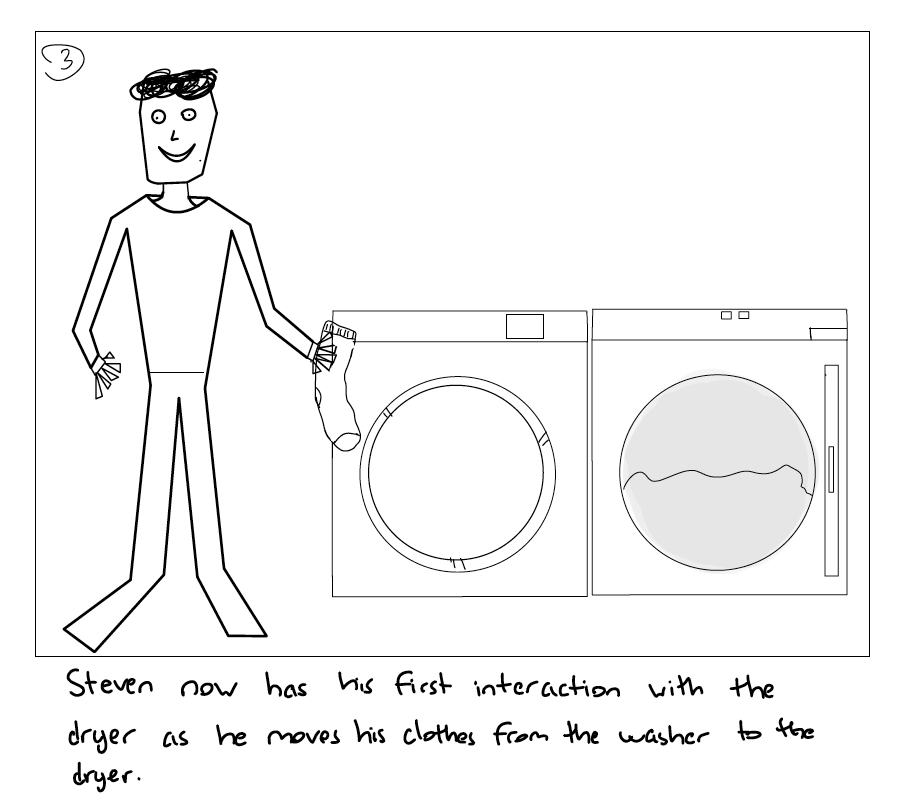 3
Steven now has his first interaction with the
dryer as he moves his clothes from the washer to the
dryer.